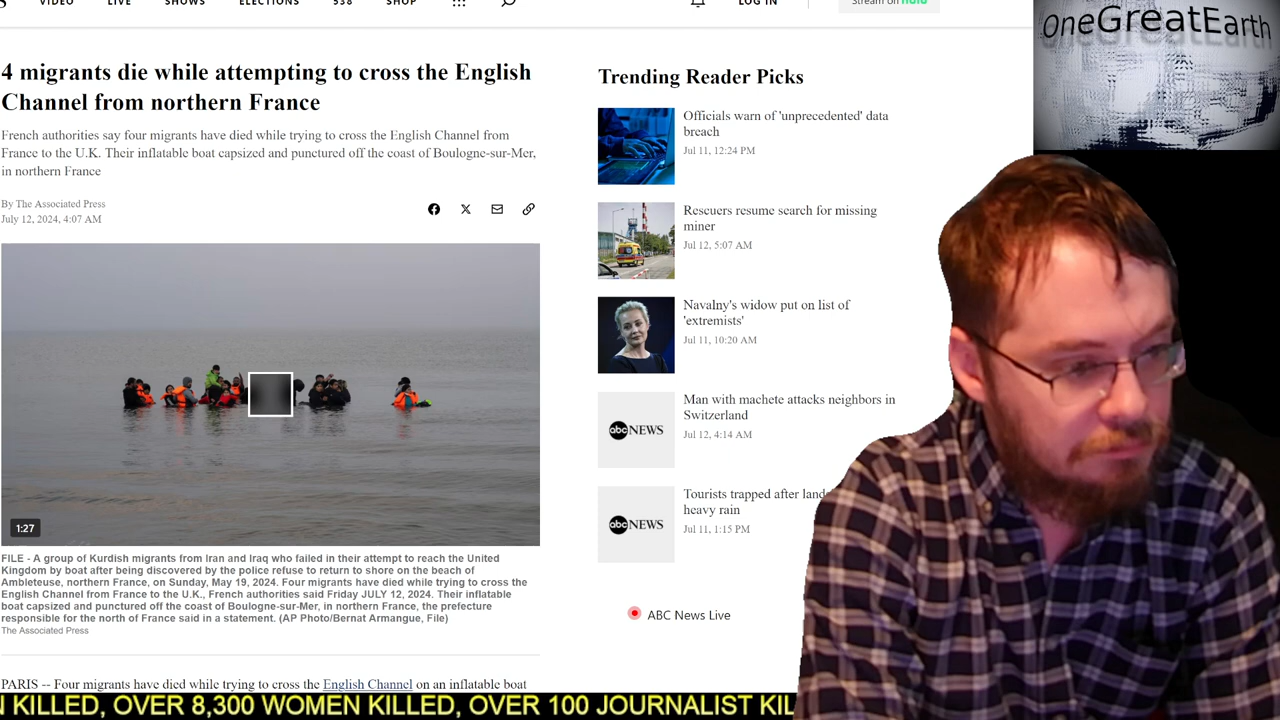 VIDEO LIVE SHOWS ELECTIONS 538 SHOP LOG IN Stream on hulu
OneGreatEarth
4 migrants die while attempting to cross the English
Channel from northern France
French authorities say four migrants have died while trying to cross the English Channel from
France to the U.K. Their inflatable boat capsized and punctured off the coast of Boulogne-sur-Mer,
in northern France
By The Associated Press
July 12, 2024, 4:07 AM
1:27
FILE - A group of Kurdish migrants from Iran and Iraq who failed in their attempt to reach the United
Kingdom by boat after being discovered by the police refuse to return to shore on the beach of
Ambleteuse, northern France, on Sunday, May 19, 2024. Four migrants have died while trying to cross the
English Channel from France to the U.K., French authorities said Friday JULY 12, 2024. Their inflatable
boat capsized and punctured off the coast of Boulogne-sur-Mer, in northern France, the prefecture
responsible for the north of France said in a statement. (AP Photo/Bernat Armangue, File)
The Associated Press
PARIS -- Four migrants have died while trying to cross the English Channel on an inflatable boat
Trending Reader Picks
Officials warn of 'unprecedented' data
breach
Jul 11, 12:24 PM
Rescuers resume search for missing
miner
Jul 12, 5:07 AM
Navalny's widow put on list of
'extremists'
Jul 11, 10:20 AM
abc NEWS
Man with machete attacks neighbors in
Switzerland
Jul 12, 4:14 AM
abc NEWS
Tourists trapped after
heavy rain
Jul 11, 1:15 PM
ABC News Live
KILLED, OVER 8,300 WOMEN KILLED, OVER 100 JOURNALIST KIL